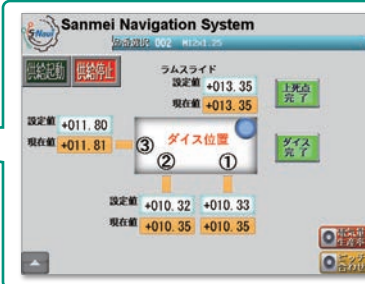 Sanmei Navigation System
002 M12x1.25
供給起動 供給停止
ラムスライド
設定値 +013.35
現在値 +013.35
上死点
完了
設定値 +011.80
現在値 +011.81
③ ダイス位置
② ①
ダイス
完了
設定値 +010.32 +010.33
現在値 +010.35 +010.35